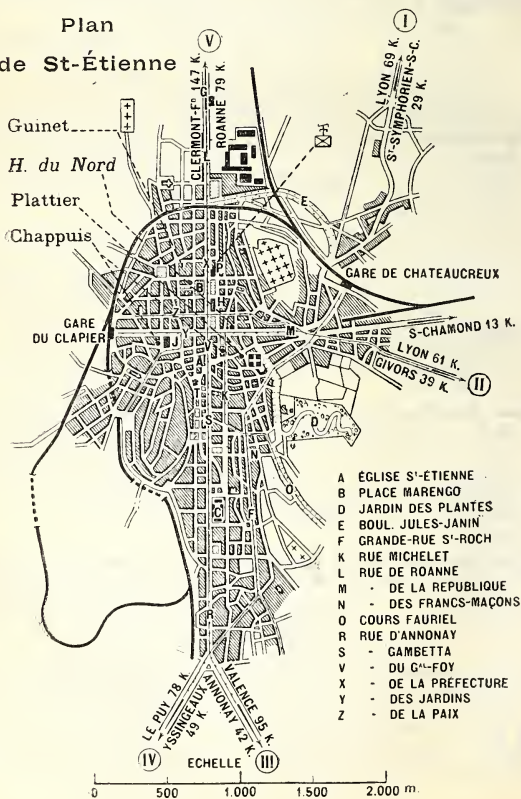 Plan
de St-Étienne
V
CLERMONT-Fᴰ 147 K.
ROANNE 79 K.
I
LYON 69 K.
Sᵀ-SYMPHORIEN-S-C.
29 K.
Guinet
H. du Nord
Plattier
Chappuis
E
GARE DE CHATEAUCREUX
GARE
DU CLAPIER
S-CHAMOND 13 K.
LYON 61 K.
GIVORS 39 K.
II
X
P
B
H
Z
M
J
Y
A
T
S
D
N
O
C
F
R
L
A ÉGLISE Sᵗ-ÉTIENNE
B PLACE MARENGO
D JARDIN DES PLANTES
E BOUL. JULES-JANIN
F GRANDE-RUE Sᵗ-ROCH
K RUE MICHELET
L RUE DE ROANNE
M - DE LA REPUBLIQUE
N - DES FRANCS-MAÇONS
O COURS FAURIEL
R RUE D'ANNONAY
S - GAMBETTA
V - DU Gᵃˡ-FOY
X - DE LA PRÉFECTURE
Y - DES JARDINS
Z - DE LA PAIX
LE PUY 78 K.
YSSINGEAUX
49 K.
VALENCE 95 K.
ANNONAY 42 K.
IV
III
ECHELLE
0 500 1.000 1.500 2.000 m.